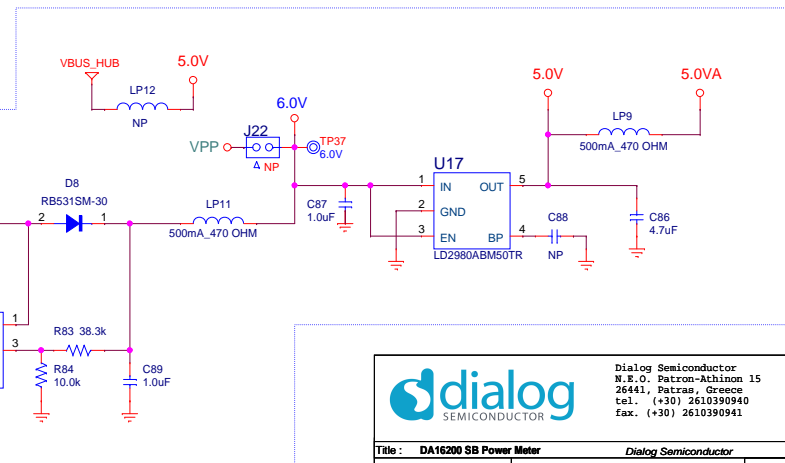 VBUS_HUB
5.0V
LP12
NP
6.0V
J22
VPP
NP
TP37
6.0V
5.0V
5.0VA
LP9
500mA_470 OHM
U17
1
IN
OUT
5
2
GND
3
EN
BP
4
LD2980ABM50TR
C87
1.0uF
C88
NP
C86
4.7uF
D8
RB531SM-30
2
1
LP11
500mA_470 OHM
1
3
R83 38.3k
R84
10.0k
C89
1.0uF
dialog
SEMICONDUCTOR
Dialog Semiconductor
N.E.O. Patron-Athinon 15
26441, Patras, Greece
tel. (+30) 2610390940
fax. (+30) 2610390941
Title : DA16200 SB Power Meter
Dialog Semiconductor